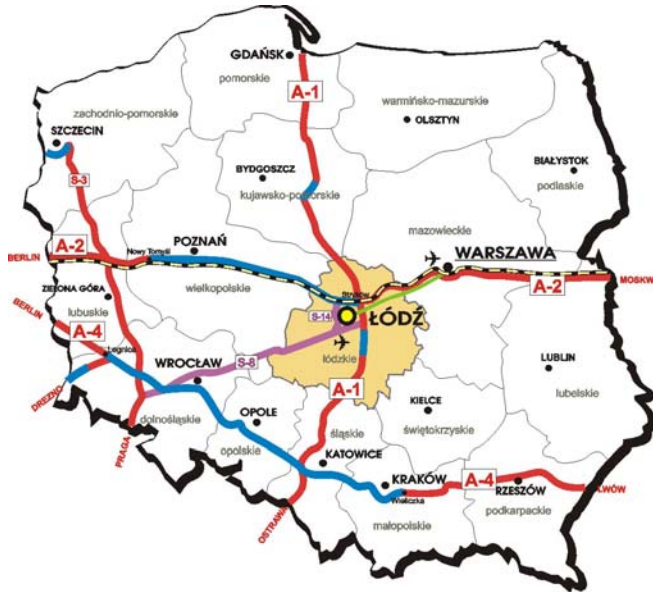 GDAŃSK
pomorskie
A-1
warmińsko-mazurskie
OLSZTYN
zachodnio-pomorskie
SZCZECIN
BYDGOSZCZ
kujawsko-pomorskie
BIAŁYSTOK
podlaskie
S-3
mazowieckie
BERLIN
A-2
Nowy Tomyśl
POZNAŃ
WARSZAWA
A-2
MOSKW
ZIELONA GÓRA
wielkopolskie
lubuskie
BERLIN
A-4
Stryków
S-14
ŁÓDŹ
łódzkie
Legnica
WROCŁAW
S-8
DREZNO
PRAGA
dolnośląskie
OPOLE
opolskie
A-1
śląskie
KATOWICE
KIELCE
świętokrzyskie
LUBLIN
lubelskie
KRAKÓW
Wieliczka
A-4
RZESZÓW
LWÓW
podkarpackie
małopolskie
OSTRAWA